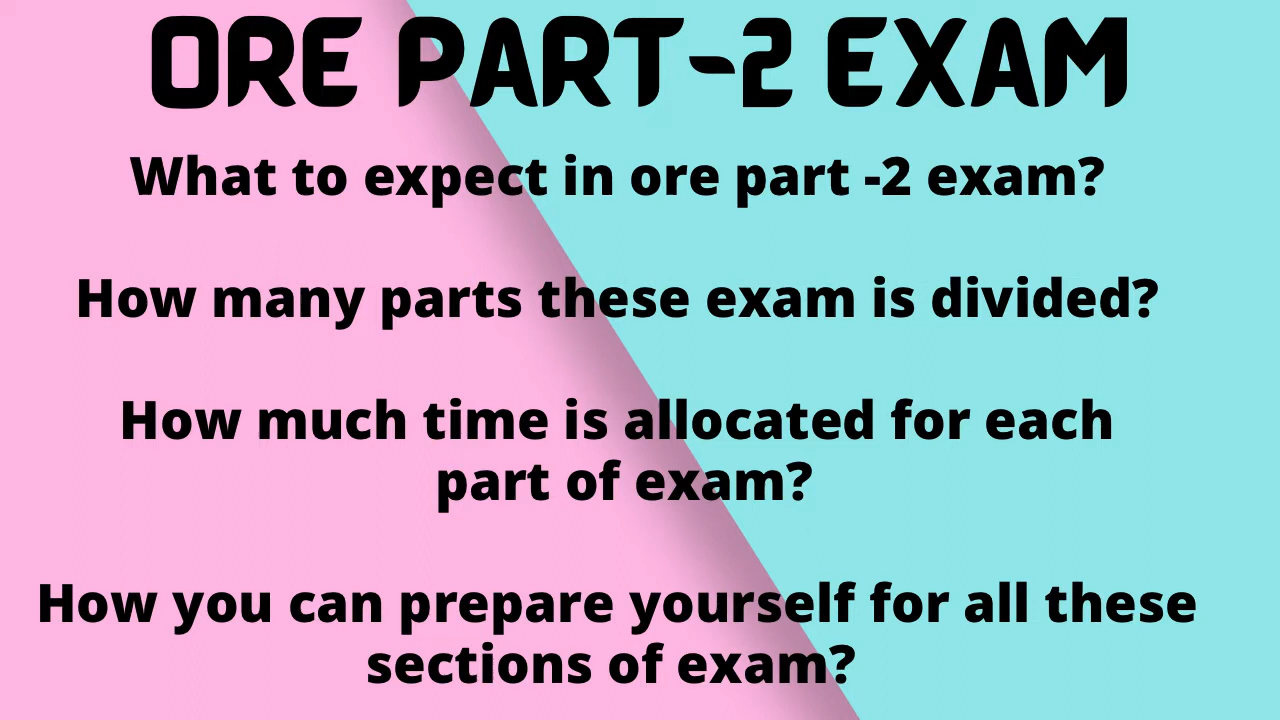 ORE PART-2 EXAM
What to expect in ore part -2 exam?
How many parts these exam is divided?
How much time is allocated for each
part of exam?
How you can prepare yourself for all these
sections of exam?